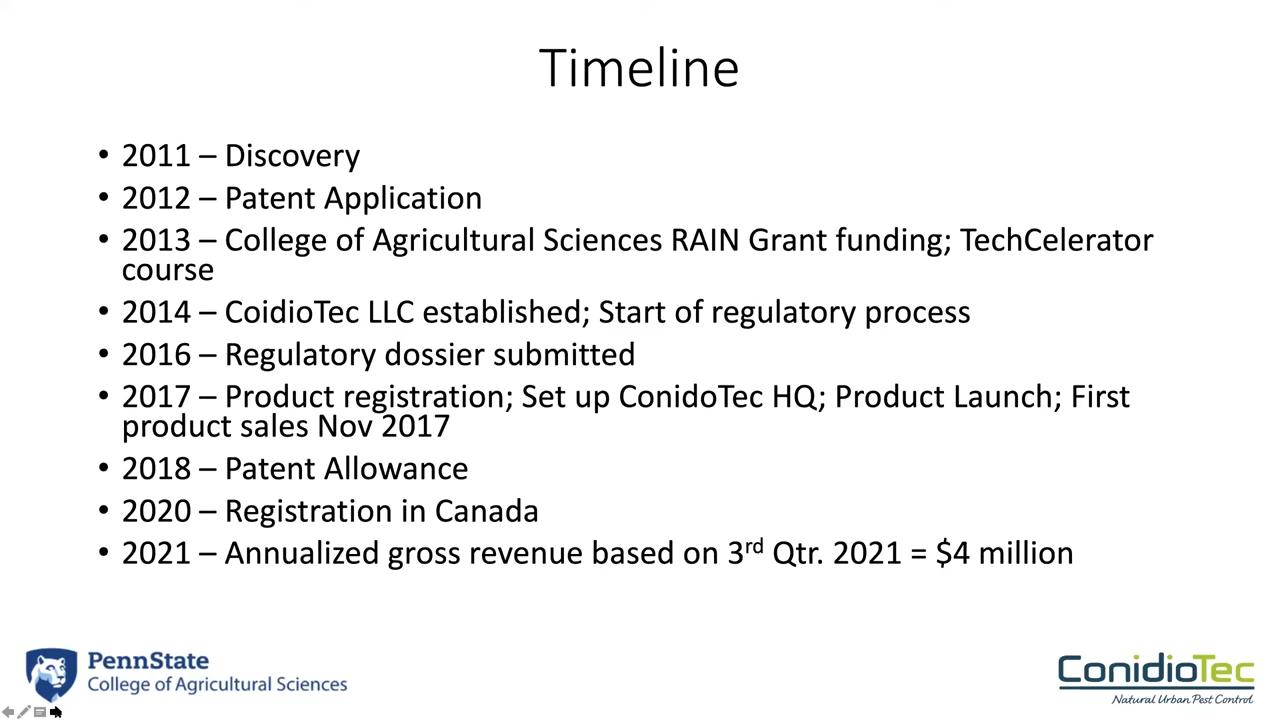 Timeline
• 2011 – Discovery
• 2012 – Patent Application
• 2013 – College of Agricultural Sciences RAIN Grant funding; TechCelerator
course
• 2014 – CoidioTec LLC established; Start of regulatory process
• 2016 – Regulatory dossier submitted
• 2017 – Product registration; Set up ConidoTec HQ; Product Launch; First
product sales Nov 2017
• 2018 – Patent Allowance
• 2020 – Registration in Canada
• 2021 – Annualized gross revenue based on 3rd Qtr. 2021 = $4 million
PennState
College of Agricultural Sciences
ConidioTec
Natural Urban Pest Control